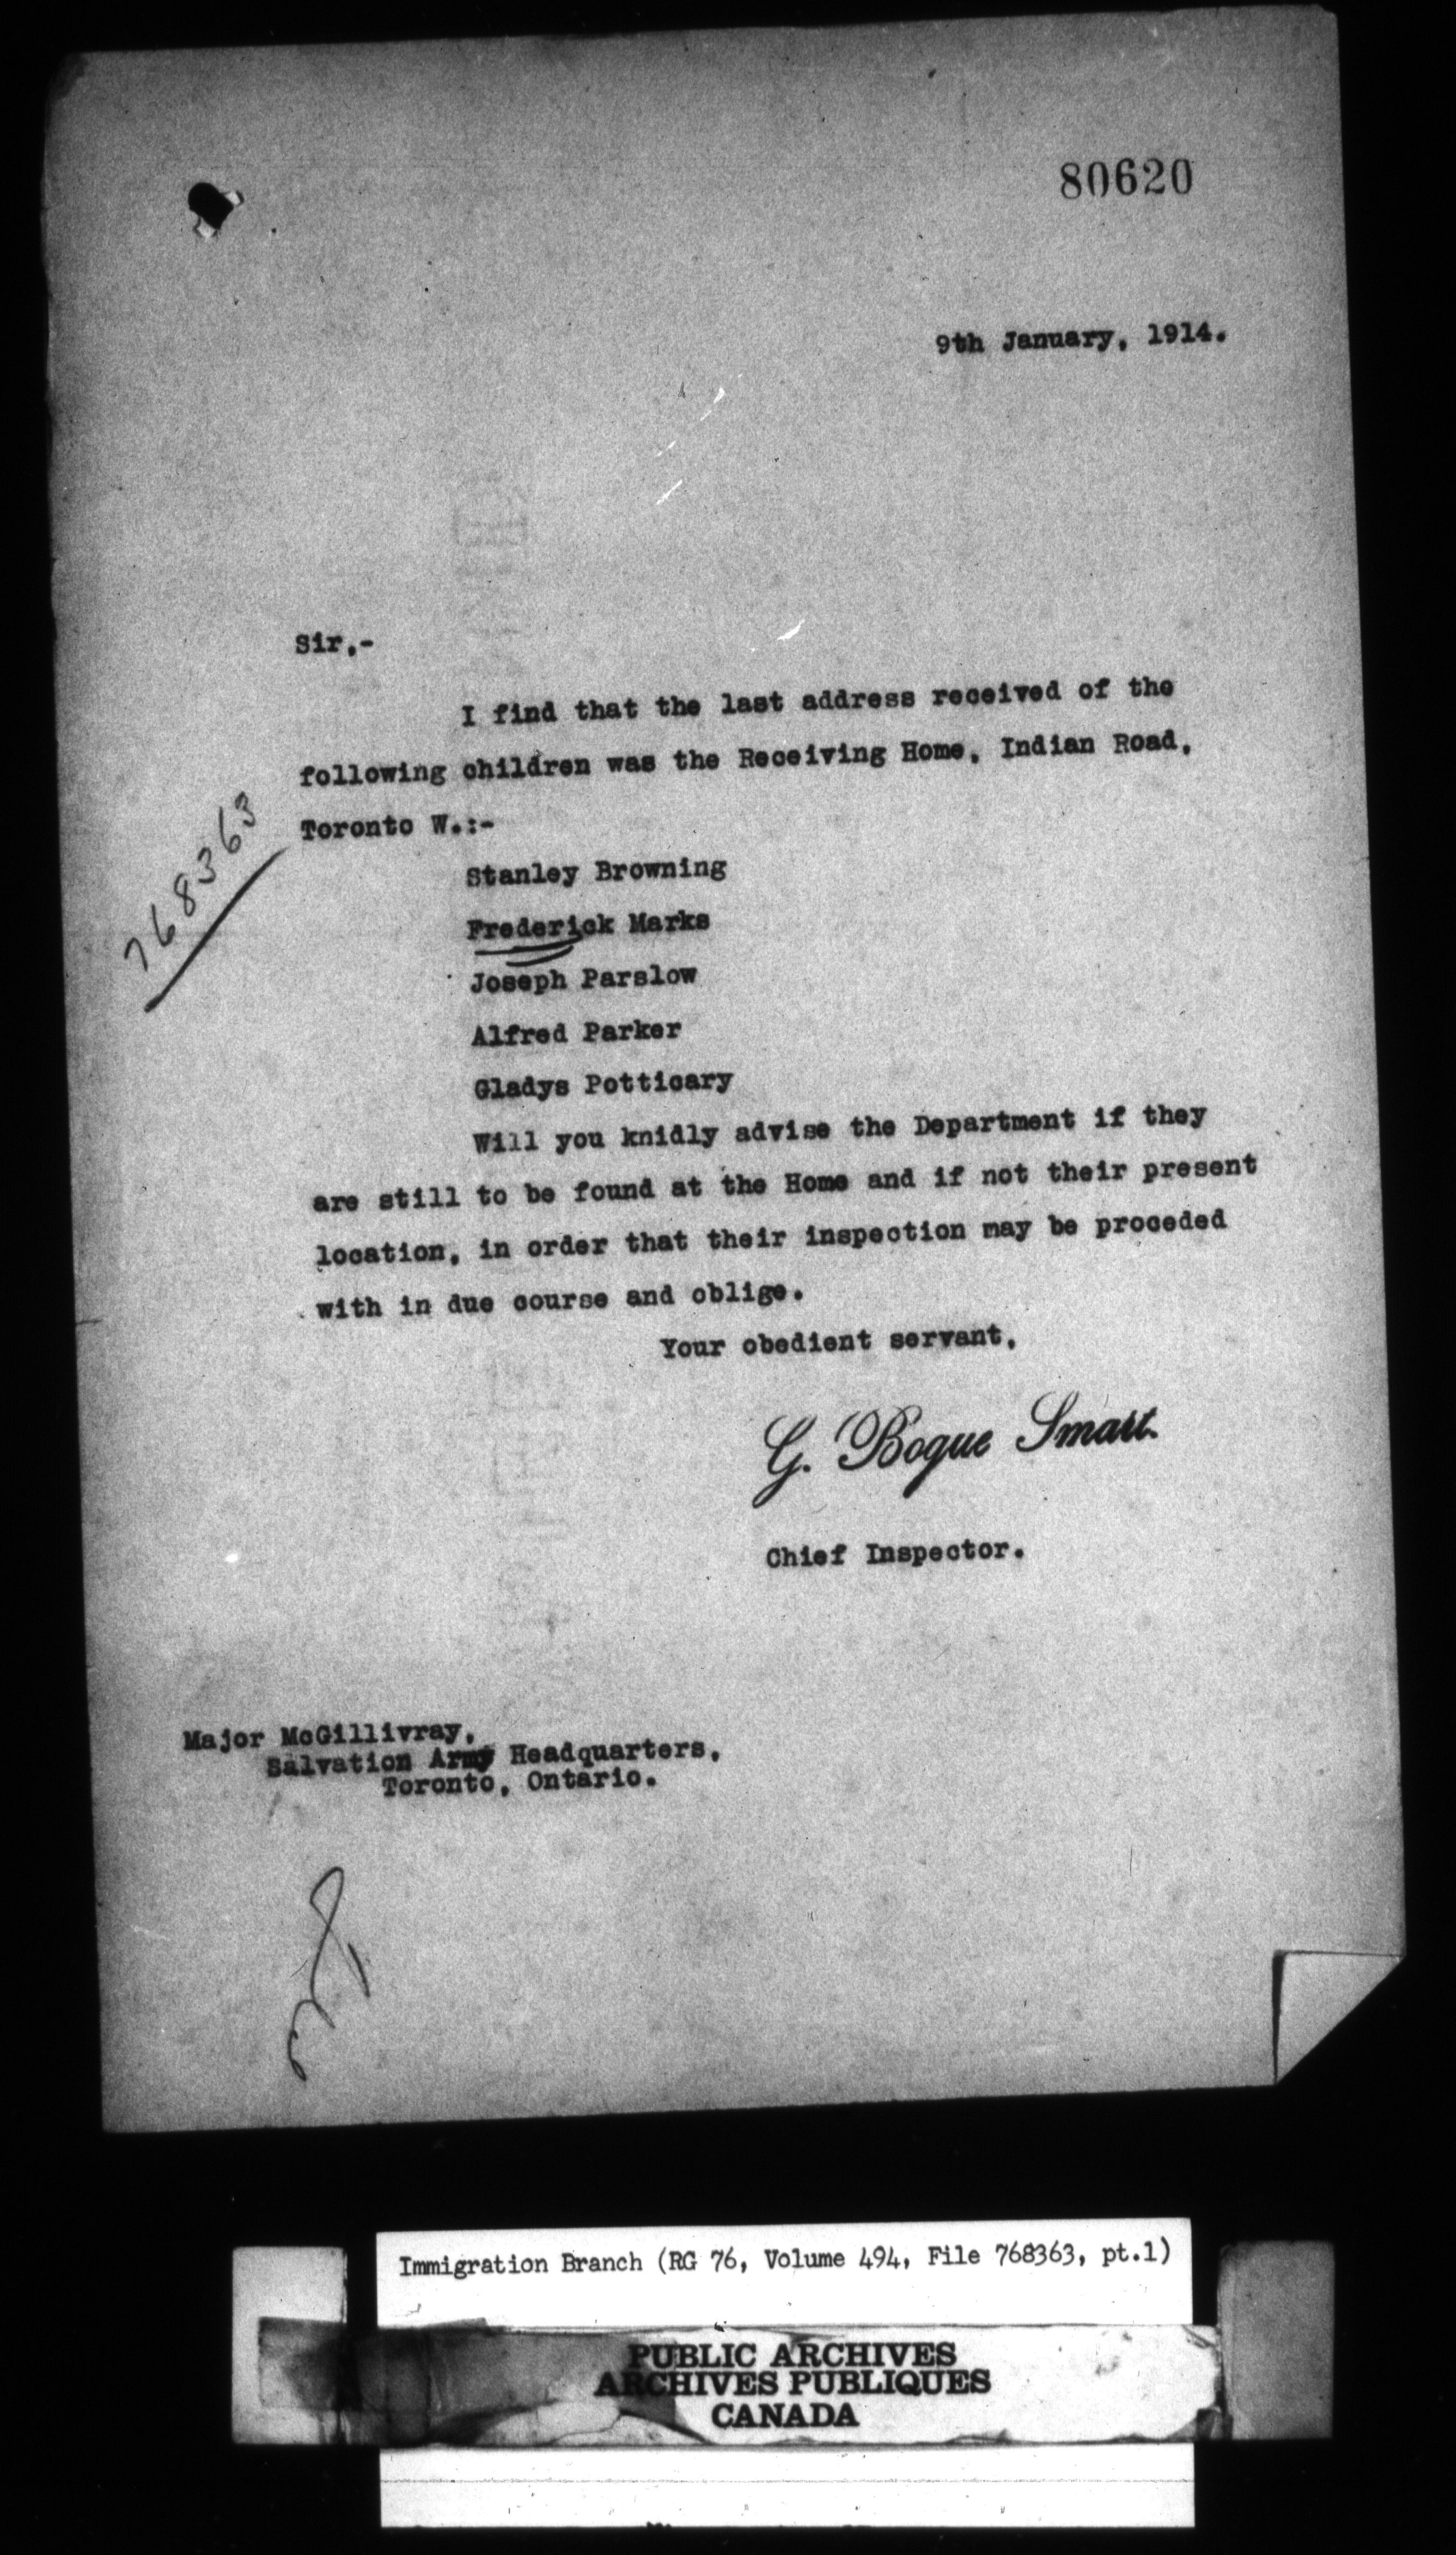 80620
9th January, 1914.
Sir,-
I find that the last address received of the
following children was the Receiving Home, Indian Road,
Toronto W.:-
768363
Stanley Browning
Frederick Marks
Joseph Parslow
Alfred Parker
Gladys Potticary
Will you knidly advise the Department if they
are still to be found at the Home and if not their present
location, in order that their inspection may be proceded
with in due course and oblige.
Your obedient servant,
G. Bogue Smart.
Chief Inspector.
Major McGillivray,
Salvation Army Headquarters,
Toronto, Ontario.
Immigration Branch (RG 76, Volume 494, File 768363, pt.1)
PUBLIC ARCHIVES
ARCHIVES PUBLIQUES
CANADA